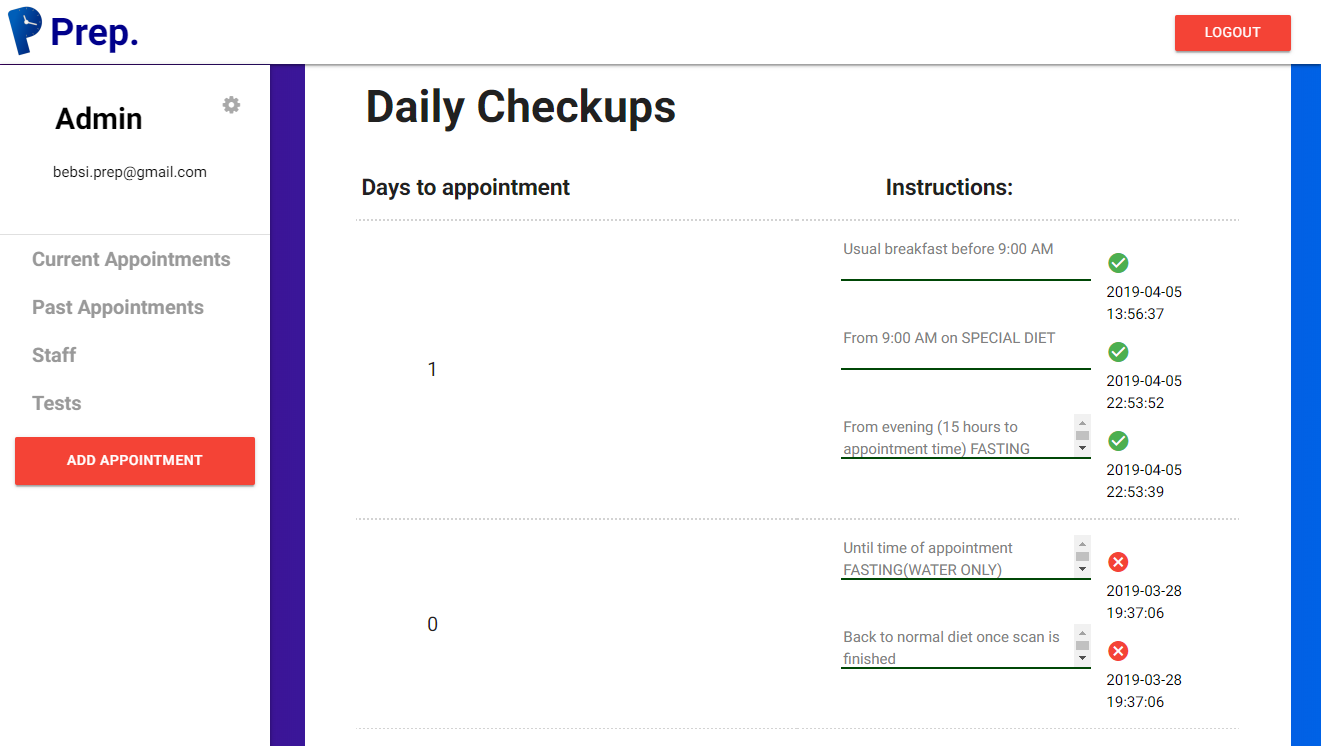 Prep.
LOGOUT
Admin
bebsi.prep@gmail.com
Current Appointments
Past Appointments
Staff
Tests
ADD APPOINTMENT
Daily Checkups
Days to appointment
Instructions:
1
Usual breakfast before 9:00 AM
2019-04-05
13:56:37
From 9:00 AM on SPECIAL DIET
2019-04-05
22:53:52
From evening (15 hours to
appointment time) FASTING
2019-04-05
22:53:39
0
Until time of appointment
FASTING(WATER ONLY)
2019-03-28
19:37:06
Back to normal diet once scan is
finished
2019-03-28
19:37:06